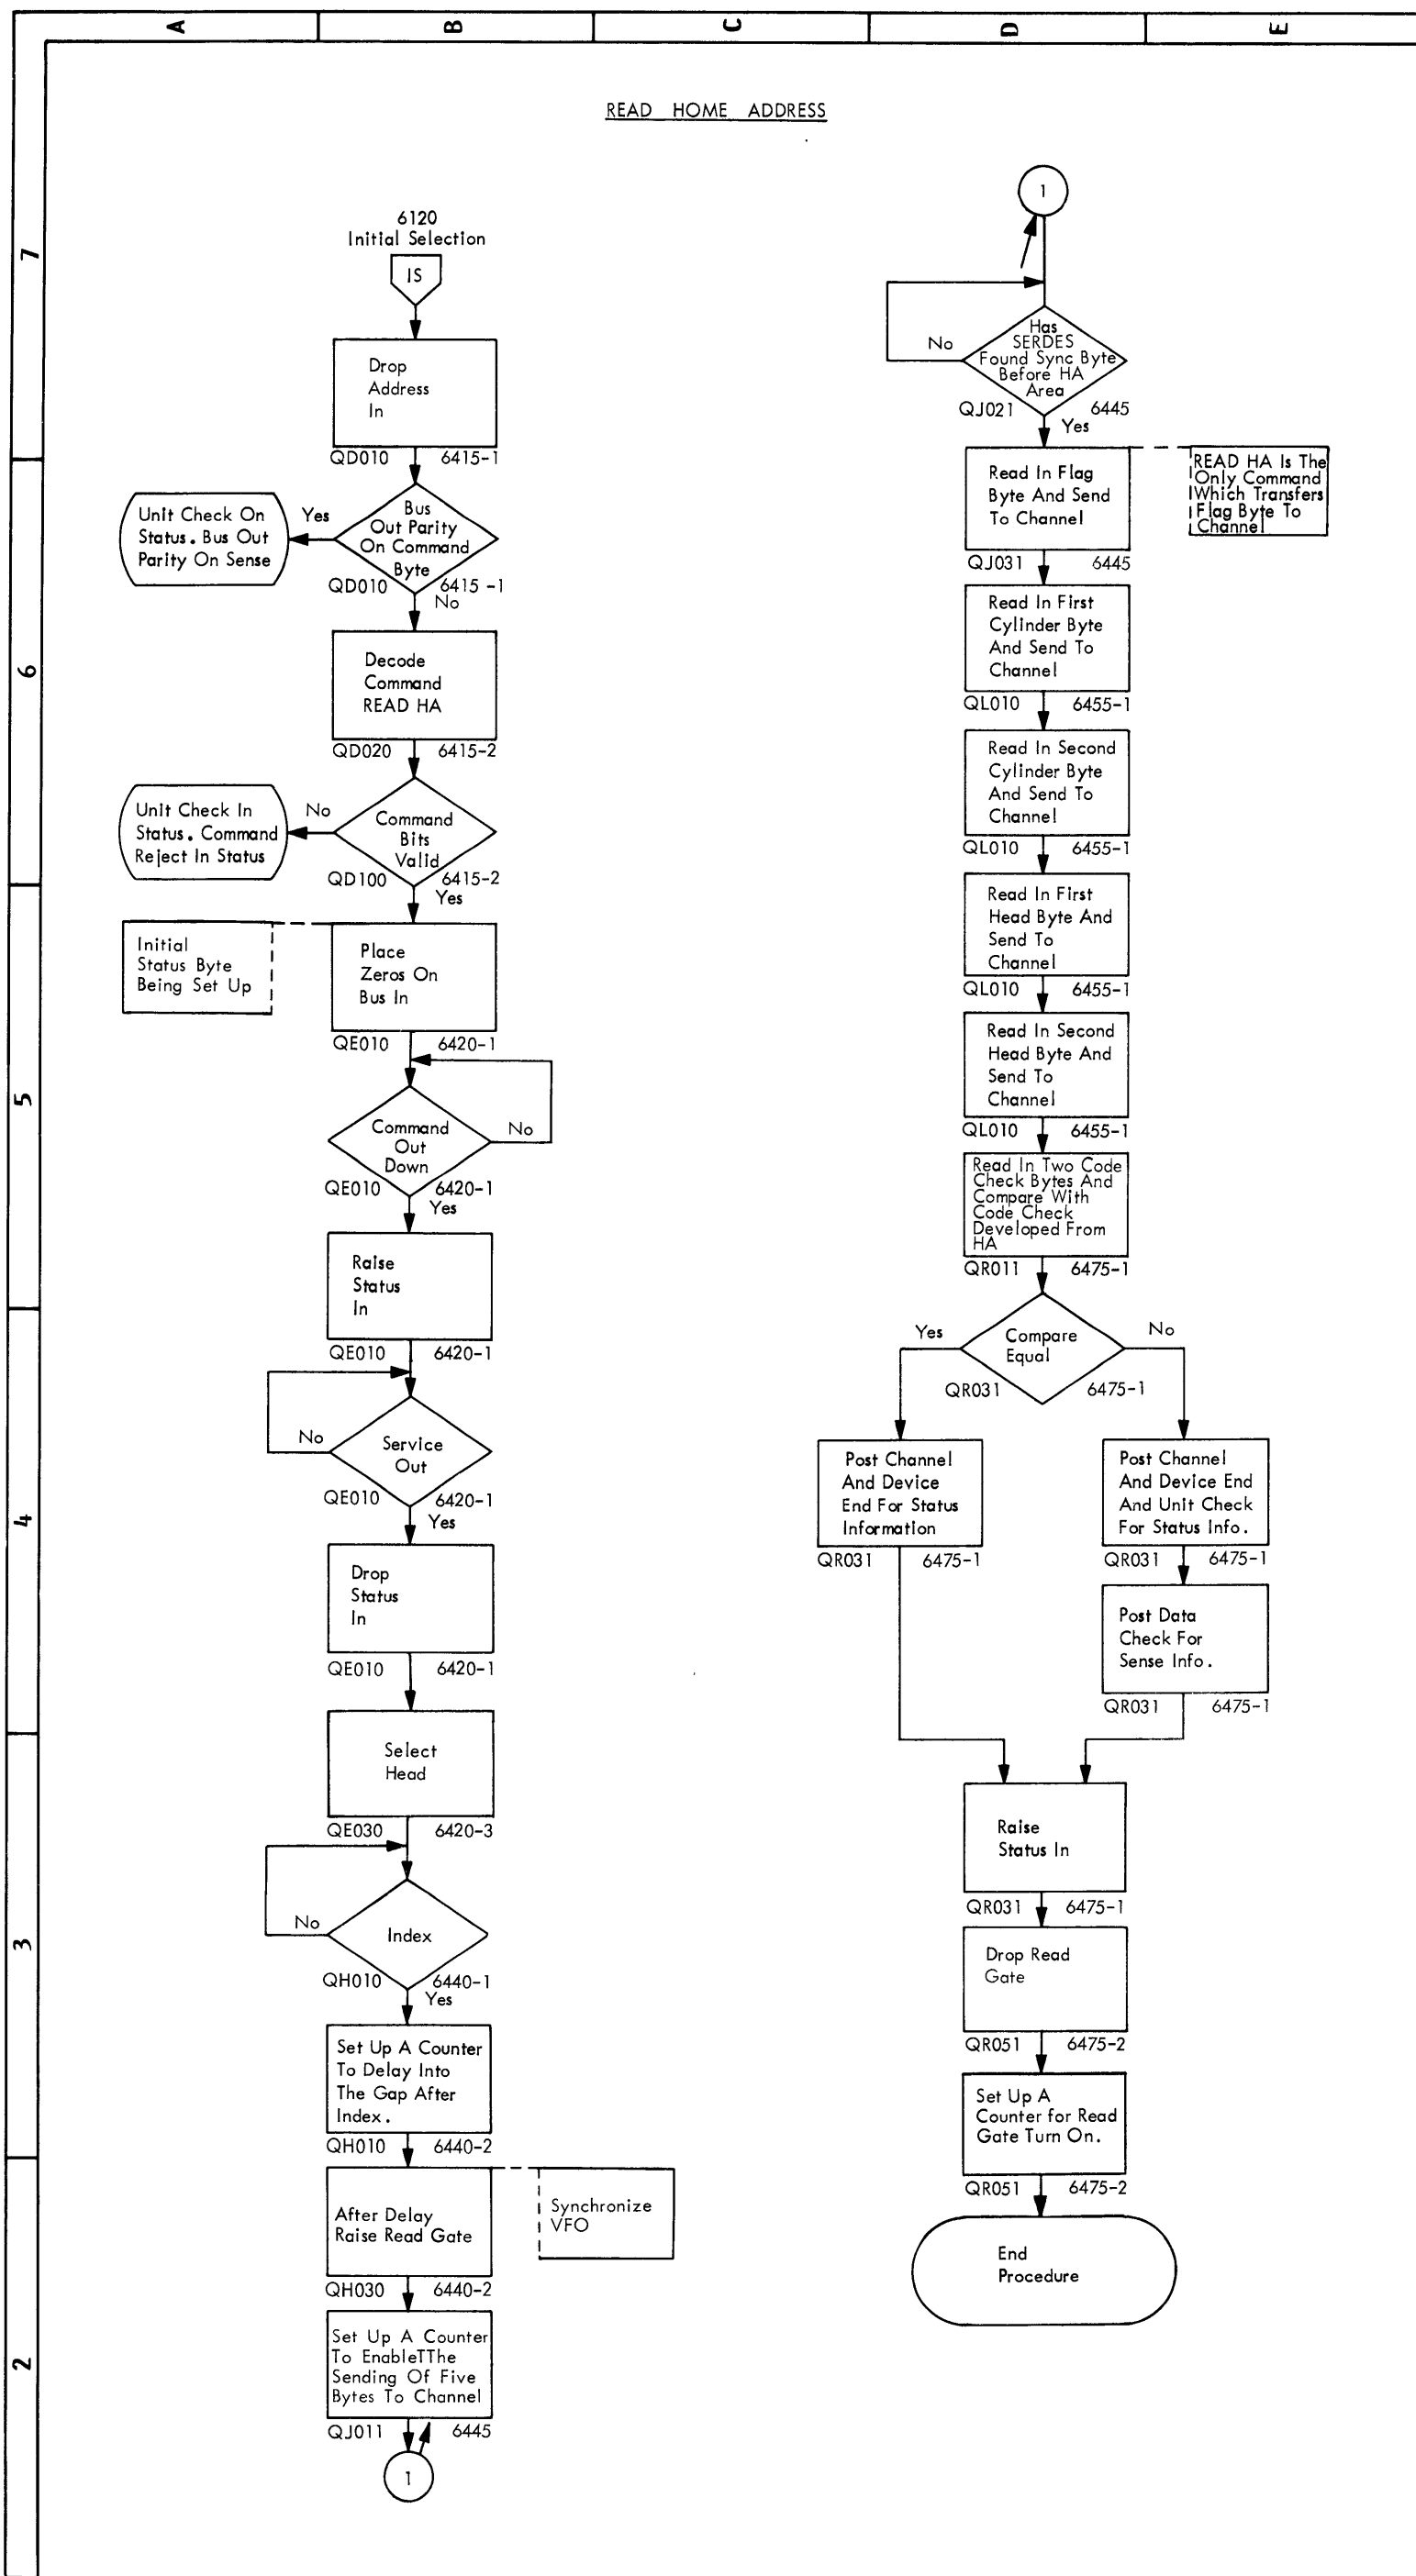 A
B
C
D
E
READ HOME ADDRESS
7
6
5
4
3
2
6120
Initial Selection
IS
Drop
Address
In
QD010 6415-1
Bus
Out Parity
On Command
Byte
Yes
QD010 6415 -1
No
Unit Check On
Status. Bus Out
Parity On Sense
Decode
Command
READ HA
QD020 6415-2
Command
Bits
Valid
No
QD100 6415-2
Yes
Unit Check In
Status. Command
Reject In Status
Initial
Status Byte
Being Set Up
Place
Zeros On
Bus In
QE010 6420-1
Command
Out
Down
No
QE010 6420-1
Yes
Raise
Status
In
QE010 6420-1
Service
Out
No
QE010 6420-1
Yes
Drop
Status
In
QE010 6420-1
Select
Head
QE030 6420-3
Index
No
QH010 6440-1
Yes
Set Up A Counter
To Delay Into
The Gap After
Index.
QH010 6440-2
After Delay
Raise Read Gate
Synchronize
VFO
QH030 6440-2
Set Up A Counter
To EnableTThe
Sending Of Five
Bytes To Channel
QJ011 6445
1
1
Has
SERDES
Found Sync Byte
Before HA
Area
No
QJ021 6445
Yes
Read In Flag
Byte And Send
To Channel
READ HA Is The
Only Command
Which Transfers
Flag Byte To
Channel
QJ031 6445
Read In First
Cylinder Byte
And Send To
Channel
QL010 6455-1
Read In Second
Cylinder Byte
And Send To
Channel
QL010 6455-1
Read In First
Head Byte And
Send To
Channel
QL010 6455-1
Read In Second
Head Byte And
Send To
Channel
QL010 6455-1
Read In Two Code
Check Bytes And
Compare With
Code Check
Developed From
HA
QR011 6475-1
Yes
Compare
Equal
No
QR031 6475-1
Post Channel
And Device
End For Status
Information
QR031 6475-1
Post Channel
And Device End
And Unit Check
For Status Info.
QR031 6475-1
Post Data
Check For
Sense Info.
QR031 6475-1
Raise
Status In
QR031 6475-1
Drop Read
Gate
QR051 6475-2
Set Up A
Counter for Read
Gate Turn On.
QR051 6475-2
End
Procedure